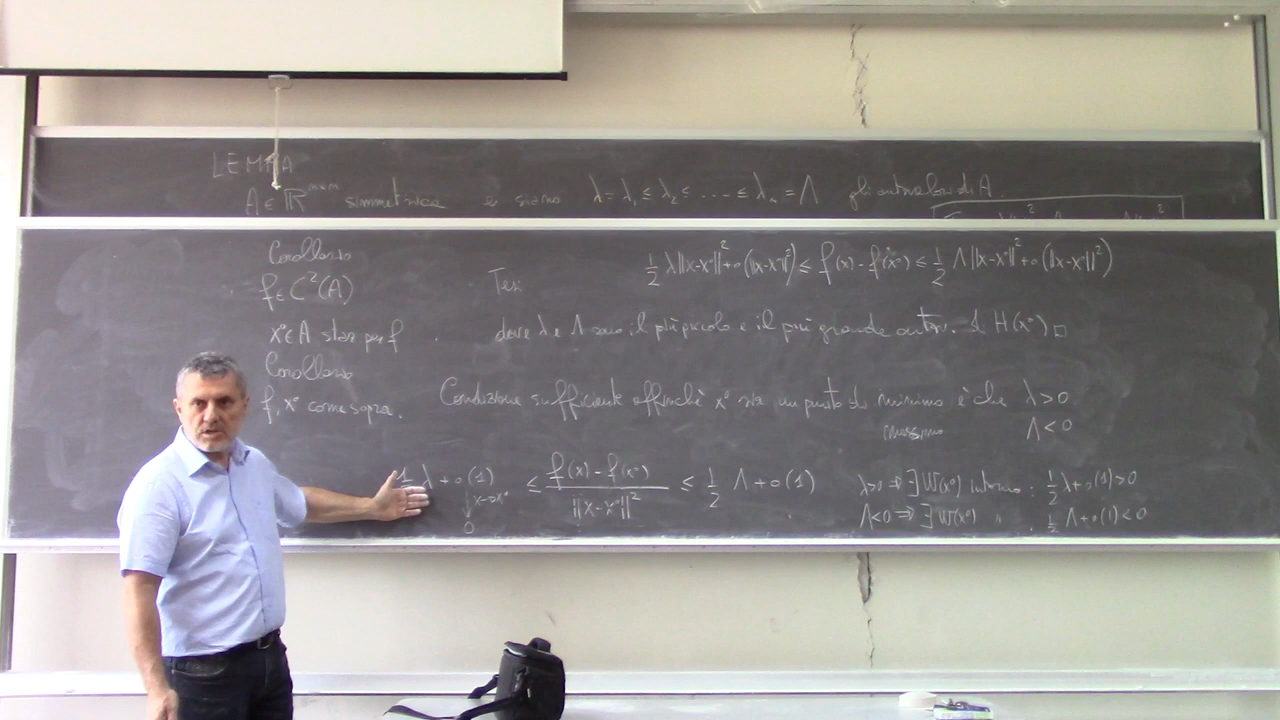 LEMMA
A ∈ ℝ^{m×m} simmetrica e siano λ = λ₁ ≤ λ₂ ≤ .... ≤ λₘ = Λ gli autovalori di A.
Corollario
f ∈ C²(A)
x° ∈ A staz per f
Tesi
½ λ||x-x°||² + o(||x-x°||²) ≤ f(x) - f(x°) ≤ ½ Λ||x-x°||² + o(||x-x°||²)
dove λ e Λ sono il più piccolo e il più grande autov. di H(x°) □
Corollario
f, x° come sopra.
Condizione sufficiente affinchè x° sia un punto di minimo è che λ > 0
massimo Λ < 0
½ λ + o(1) ≤ (f(x) - f(x°)) / ||x-x°||² ≤ ½ Λ + o(1)
↓ x→x°
0
λ>0 ⇒ ∃ W(x°) intorno : ½ λ + o(1) > 0
Λ<0 ⇒ ∃ W(x°) " : ½ Λ + o(1) < 0